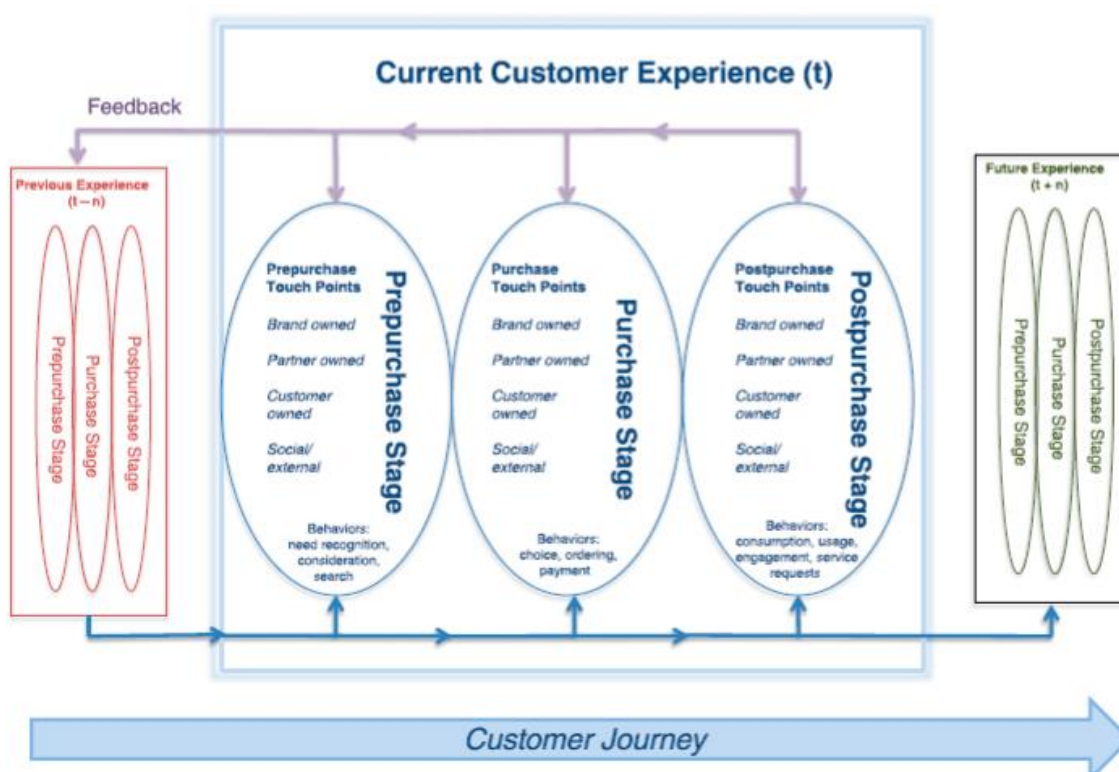 Current Customer Experience (t)
Feedback
Previous Experience
(t – n)
Prepurchase Stage
Purchase Stage
Postpurchase Stage
Prepurchase
Touch Points
Brand owned
Partner owned
Customer
owned
Social/
external
Prepurchase Stage
Behaviors:
need recognition,
consideration,
search
Purchase
Touch Points
Brand owned
Partner owned
Customer
owned
Social/
external
Purchase Stage
Behaviors:
choice, ordering,
payment
Postpurchase
Touch Points
Brand owned
Partner owned
Customer
owned
Social/
external
Postpurchase Stage
Behaviors:
consumption, usage,
engagement, service
requests
Future Experience
(t + n)
Prepurchase Stage
Purchase Stage
Postpurchase Stage
Customer Journey